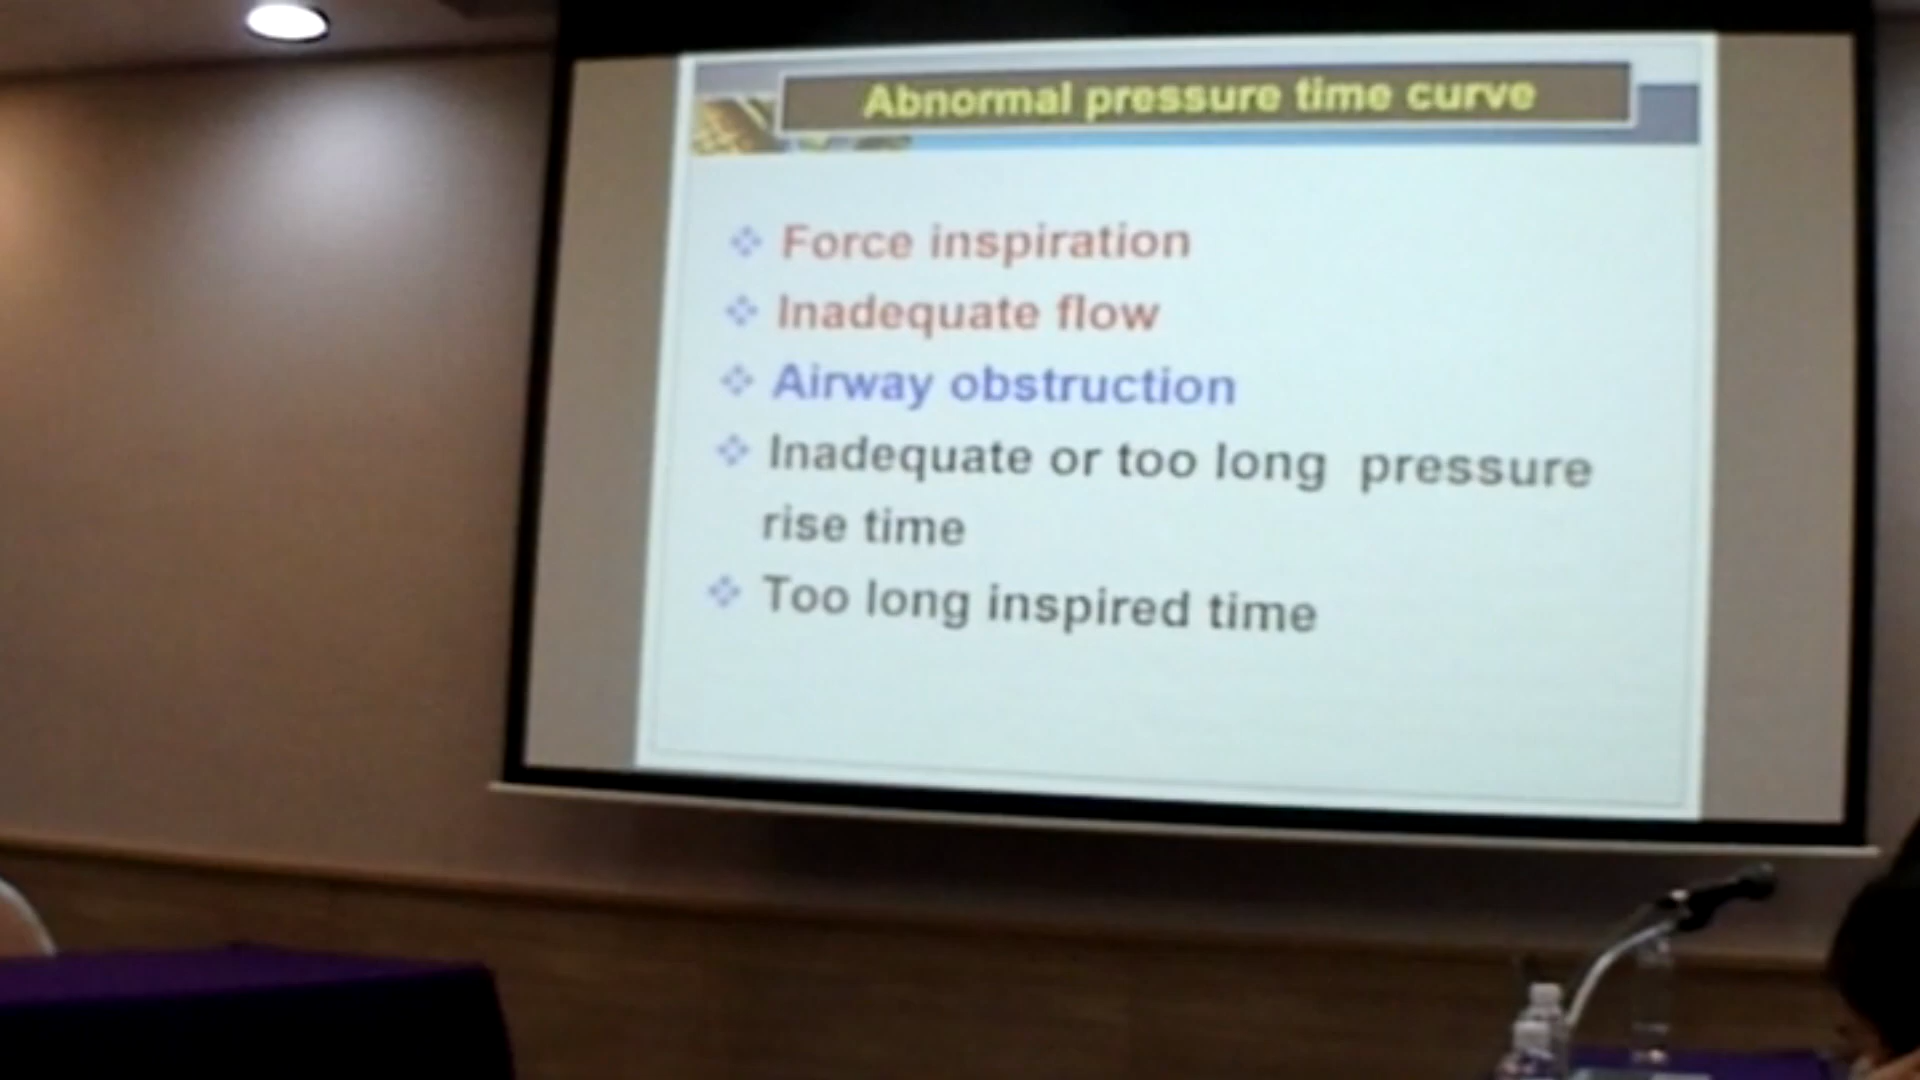 Abnormal pressure time curve
Force inspiration
Inadequate flow
Airway obstruction
Inadequate or too long pressure
rise time
Too long inspired time